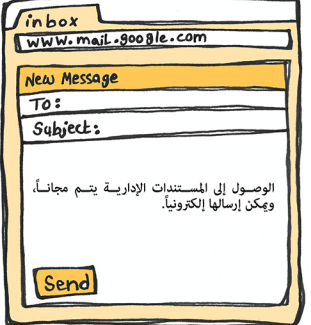 inbox
www.mail.google.com
New Message
To:
Subject:
الوصول إلى المستندات الإدارية يتم مجاناً،
ويمكن إرسالها إلكترونياً.
Send